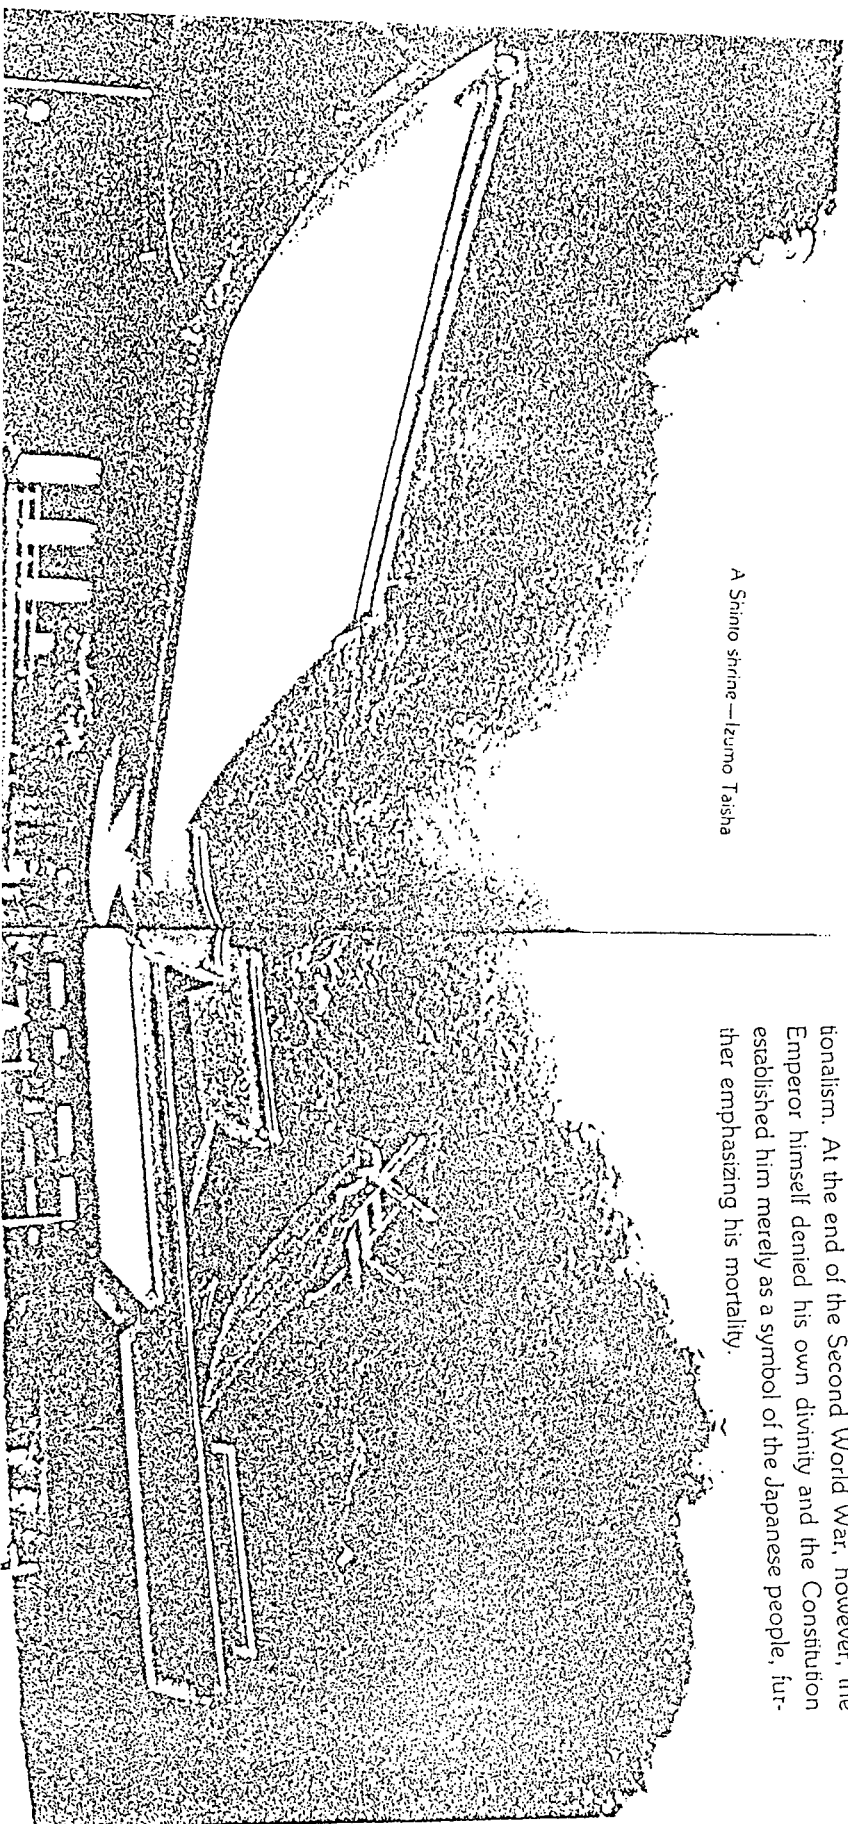 A Shinto shrine—Izumo Taisha
tionalism. At the end of the Second World War, however, the
Emperor himself denied his own divinity and the Constitution
established him merely as a symbol of the Japanese people, fur-
ther emphasizing his mortality.